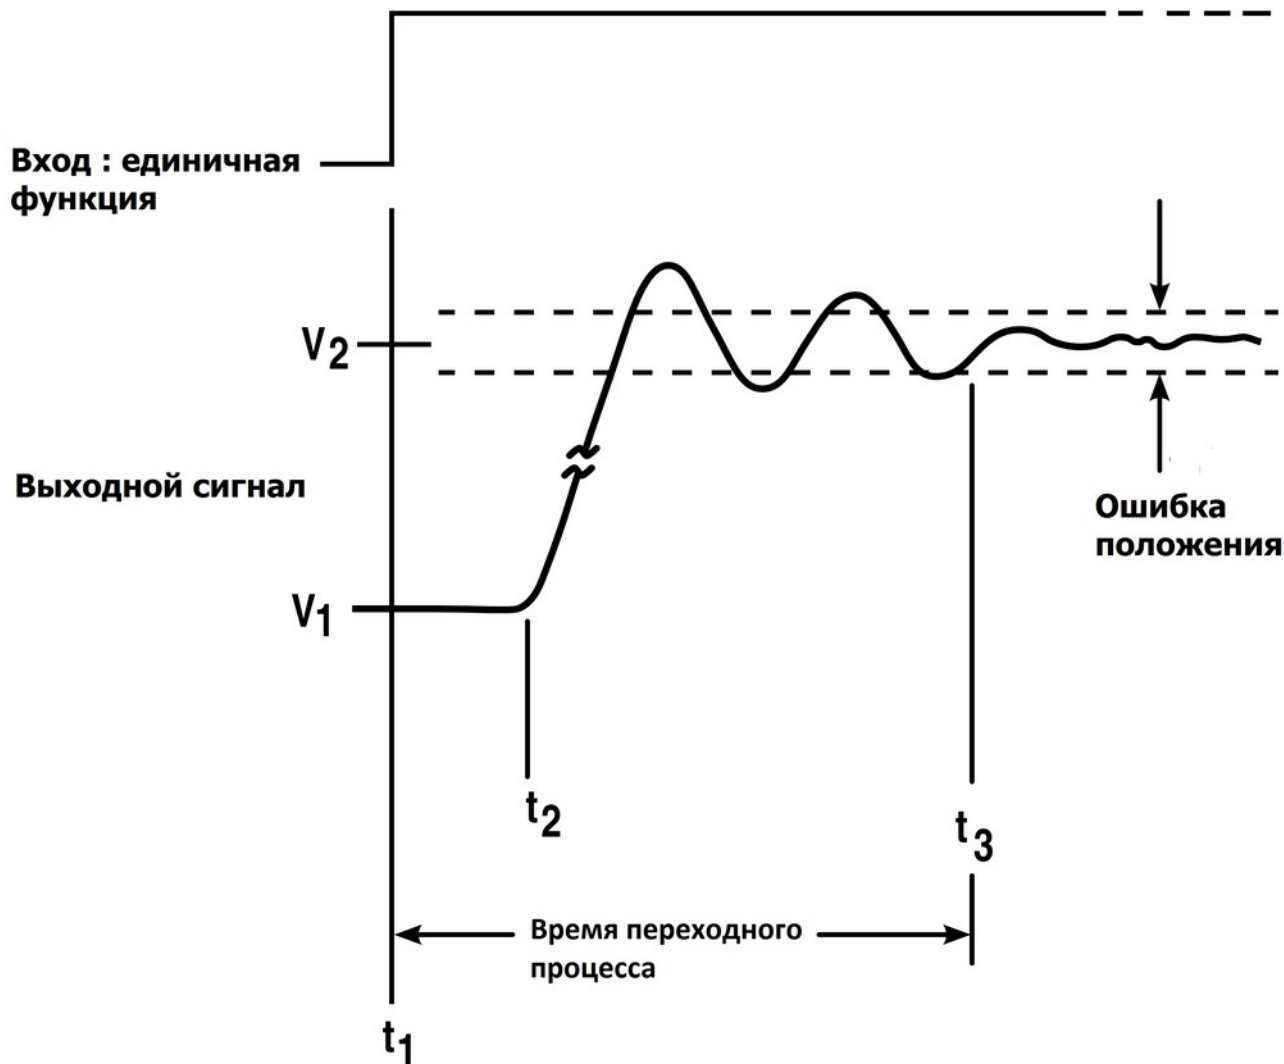 Вход : единичная
функция
V2
Выходной сигнал
Ошибка
положения
V1
t2
t3
Время переходного
процесса
t1